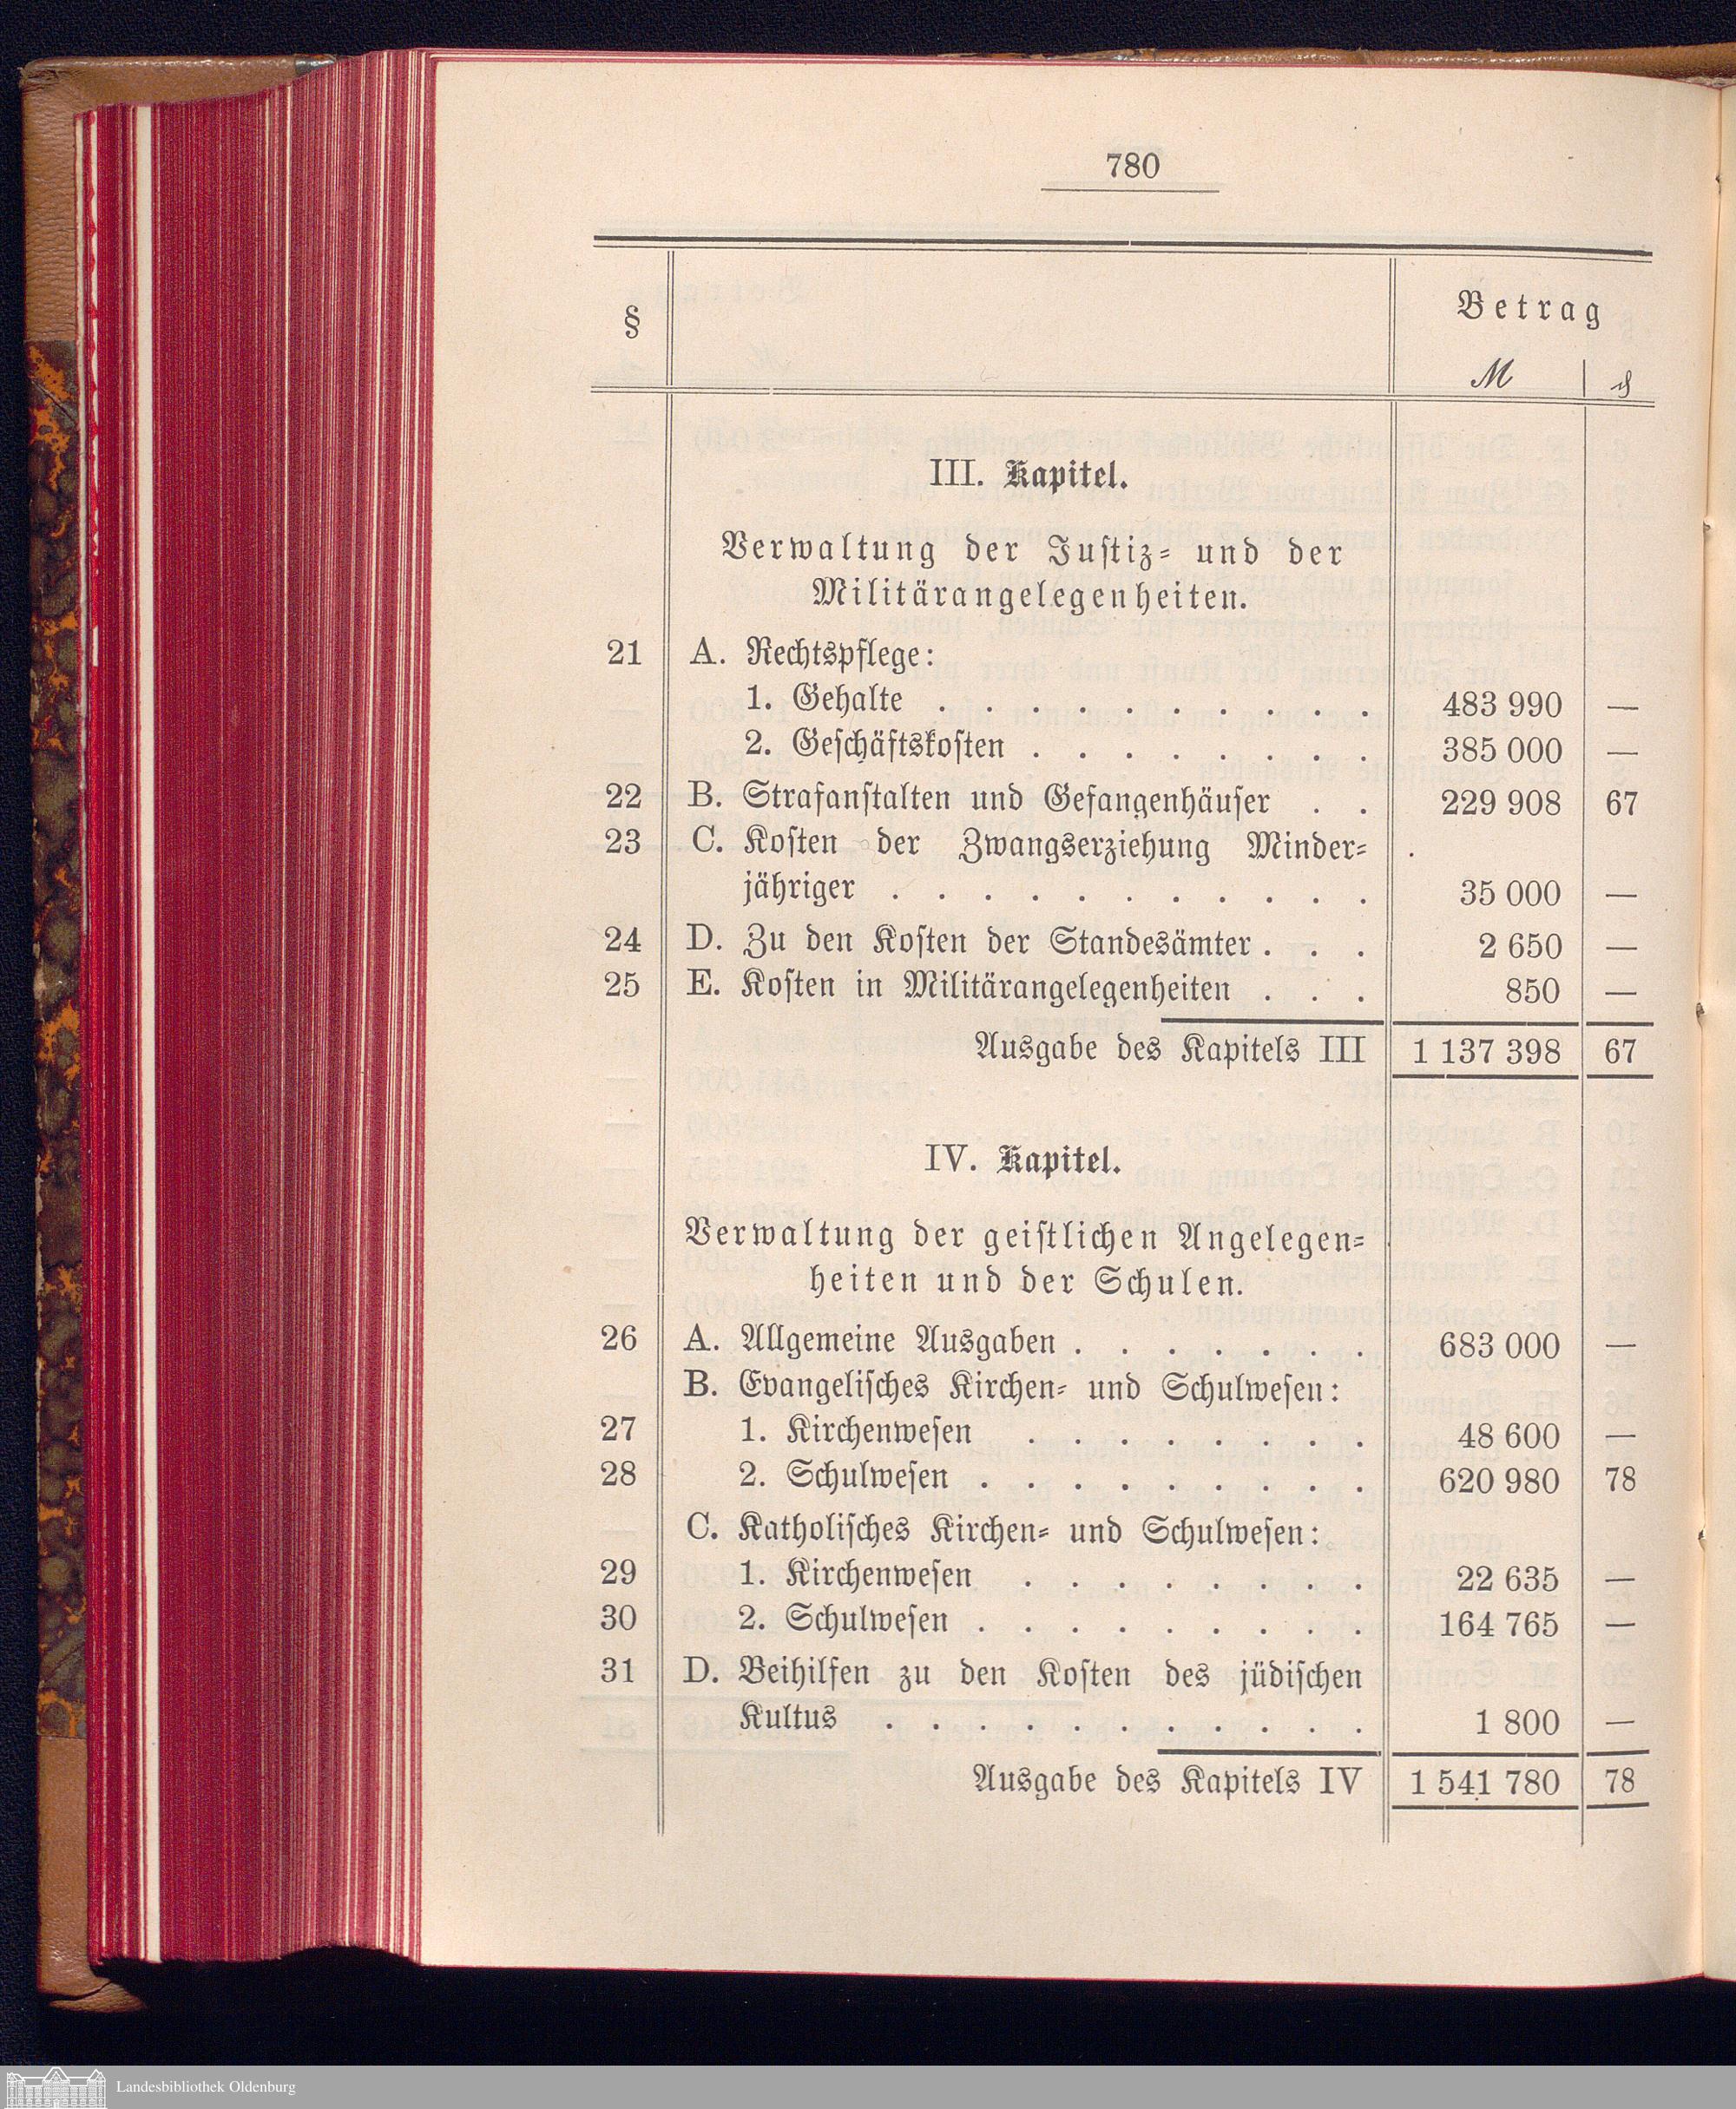 780
§
Betrag
ℳ ₰
III. Kapitel.
Verwaltung der Justiz- und der
Militärangelegenheiten.
21 A. Rechtspflege:
1. Gehalte . . . . . . . . . . 483 990 —
2. Geschäftskosten . . . . . . . . 385 000 —
22 B. Strafanstalten und Gefangenhäuser . . 229 908 67
23 C. Kosten der Zwangserziehung Minder-
jähriger . . . . . . . . . . . 35 000 —
24 D. Zu den Kosten der Standesämter . . . 2 650 —
25 E. Kosten in Militärangelegenheiten . . . 850 —
Ausgabe des Kapitels III 1 137 398 67
IV. Kapitel.
Verwaltung der geistlichen Angelegen-
heiten und der Schulen.
26 A. Allgemeine Ausgaben . . . . . . . 683 000 —
B. Evangelisches Kirchen- und Schulwesen:
27 1. Kirchenwesen . . . . . . . . 48 600 —
28 2. Schulwesen . . . . . . . . . 620 980 78
C. Katholisches Kirchen- und Schulwesen:
29 1. Kirchenwesen . . . . . . . . 22 635 —
30 2. Schulwesen . . . . . . . . . 164 765 —
31 D. Beihilfen zu den Kosten des jüdischen
Kultus . . . . . . . . . . . 1 800 —
Ausgabe des Kapitels IV 1 541 780 78
Landesbibliothek Oldenburg